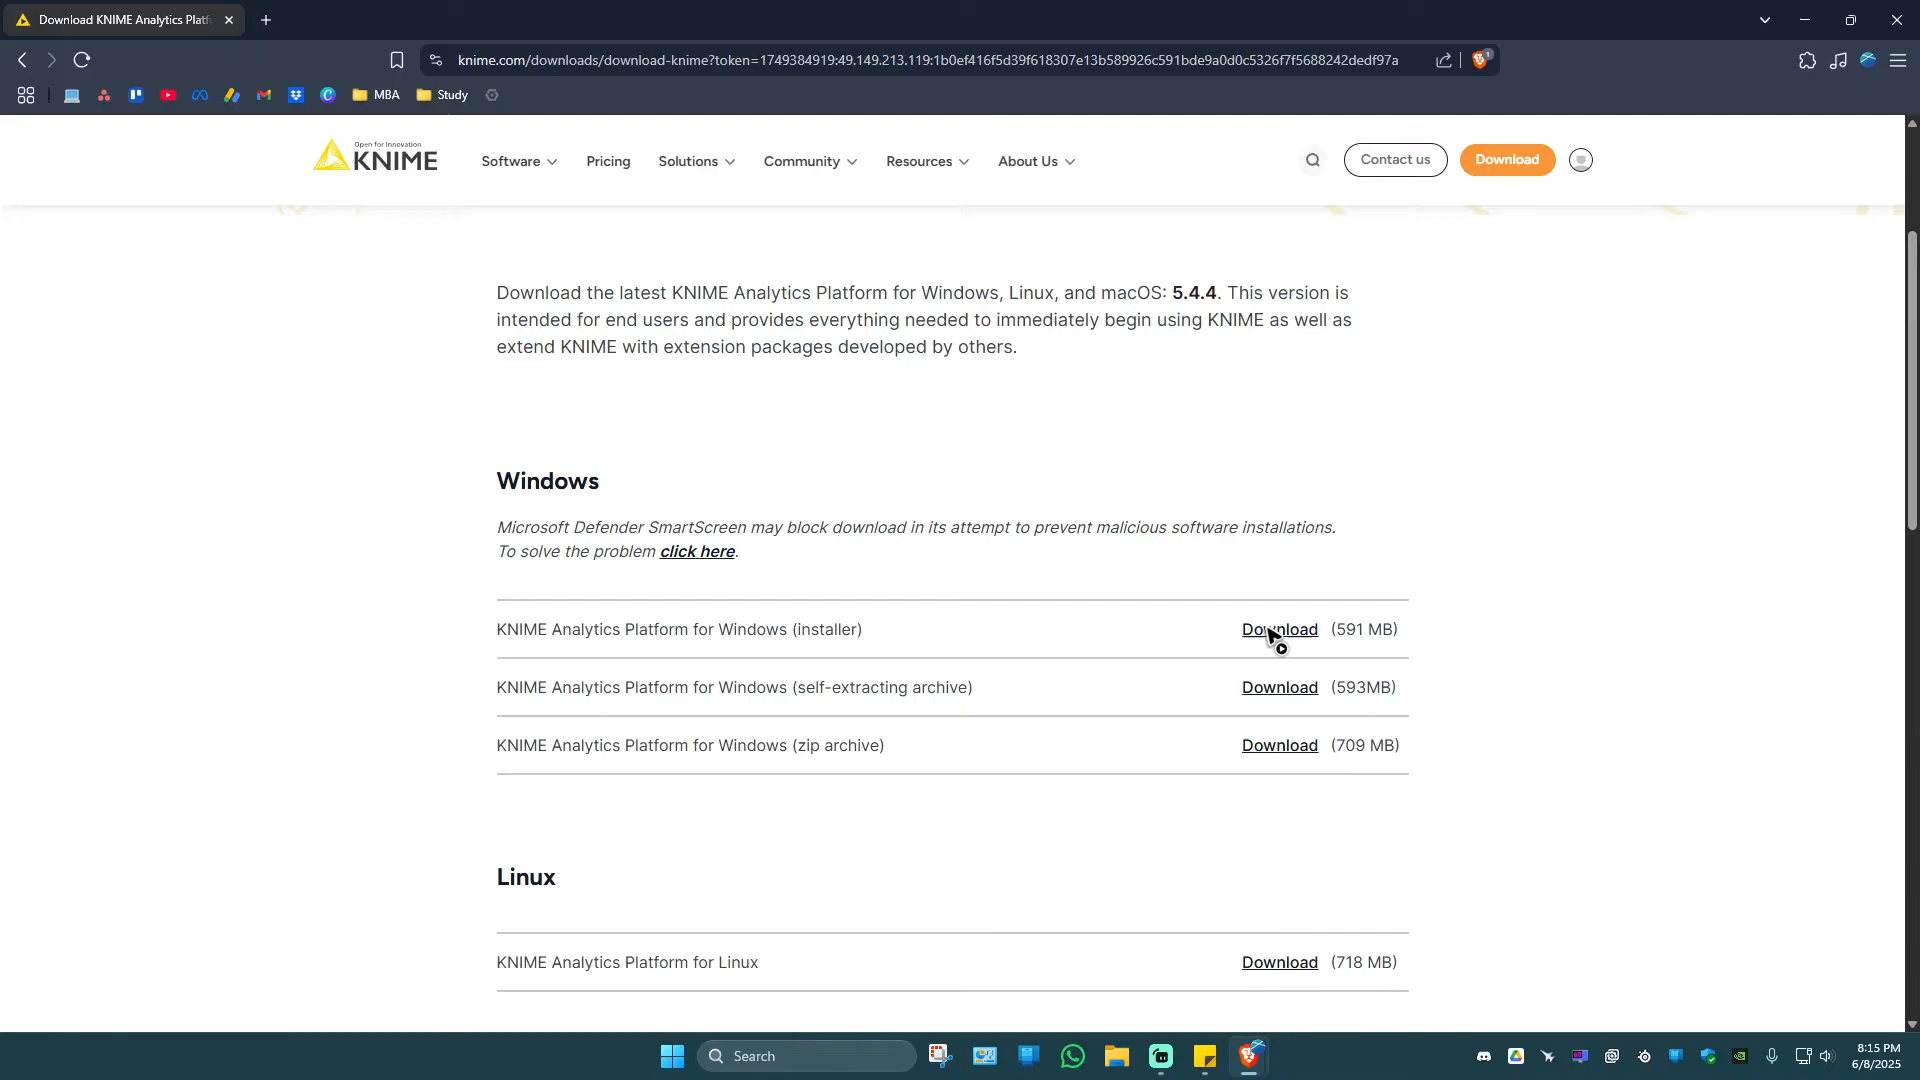 Download KNIME Analytics Platf
knime.com/downloads/download-knime?token=1749384919:49.149.213.119:1b0ef416f5d39f618307e13b589926c591bde9a0d0c5326f7f5688242dedf97a
1
MBA
Study
Open for Innovation
KNIME
Software
Pricing
Solutions
Community
Resources
About Us
Contact us
Download
Download the latest KNIME Analytics Platform for Windows, Linux, and macOS: 5.4.4. This version is
intended for end users and provides everything needed to immediately begin using KNIME as well as
extend KNIME with extension packages developed by others.
Windows
Microsoft Defender SmartScreen may block download in its attempt to prevent malicious software installations.
To solve the problem click here.
KNIME Analytics Platform for Windows (installer) Download (591 MB)
KNIME Analytics Platform for Windows (self-extracting archive) Download (593MB)
KNIME Analytics Platform for Windows (zip archive) Download (709 MB)
Linux
KNIME Analytics Platform for Linux Download (718 MB)
Search
8:15 PM
6/8/2025